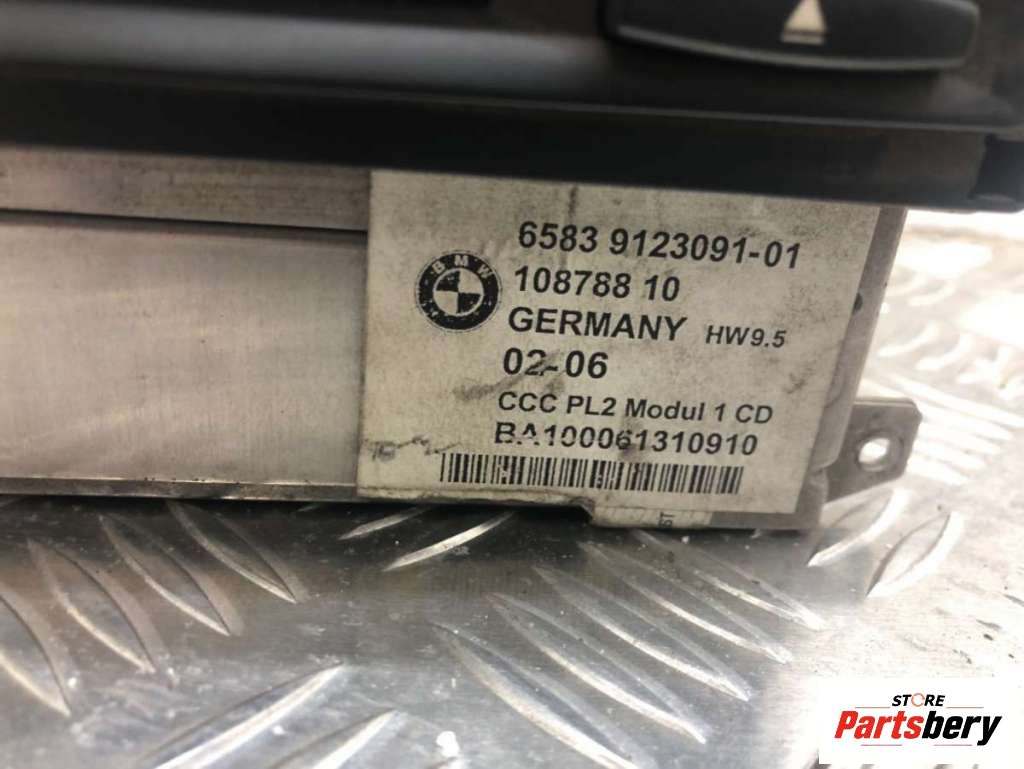 6583 9123091-01
BMW
108788 10
GERMANY HW9.5
02-06
CCC PL2 Modul 1 CD
BA100061310910
ST
STORE
Partsbery